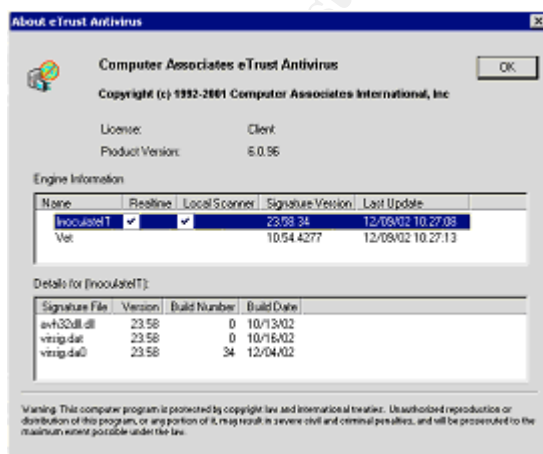 About eTrust Antivirus
Computer Associates eTrust Antivirus
OK
Copyright (c) 1992-2001 Computer Associates International, Inc
License: Client
Product Version: 6.0.96
Engine Information
Name Realtime Local Scanner Signature Version Last Update
InoculateIT 23.58.34 12/09/02 10:27:08
Vet 10.54.4277 12/09/02 10:27:13
Details for [InoculateIT]:
Signature File Version Build Number Build Date
avh32dll.dll 23.58 0 10/13/02
virsig.dat 23.58 0 10/16/02
virsig.da0 23.58 34 12/04/02
Warning: This computer program is protected by copyright law and international treaties. Unauthorized reproduction or
distribution of this program, or any portion of it, may result in severe civil and criminal penalties, and will be prosecuted to the
maximum extent possible under the law.